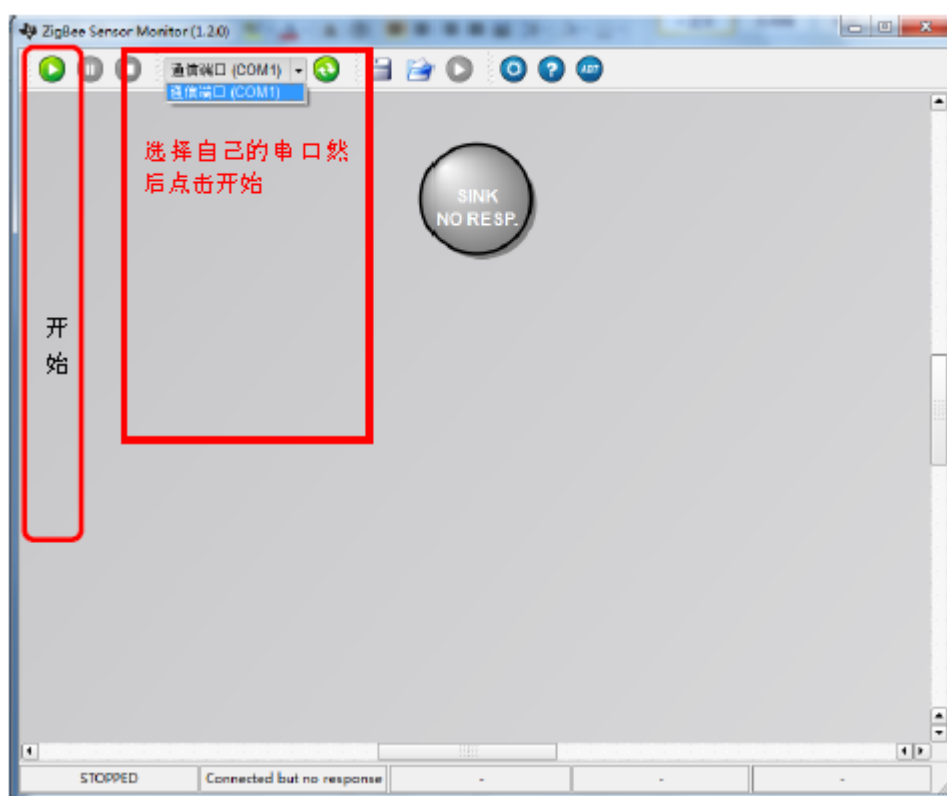 ZigBee Sensor Monitor (1.2.0)
通信端口 (COM1)
通信端口 (COM1)
选择自己的串口然
后点击开始
SINK
NO RESP.
开
始
STOPPED
Connected but no response
-
-
-